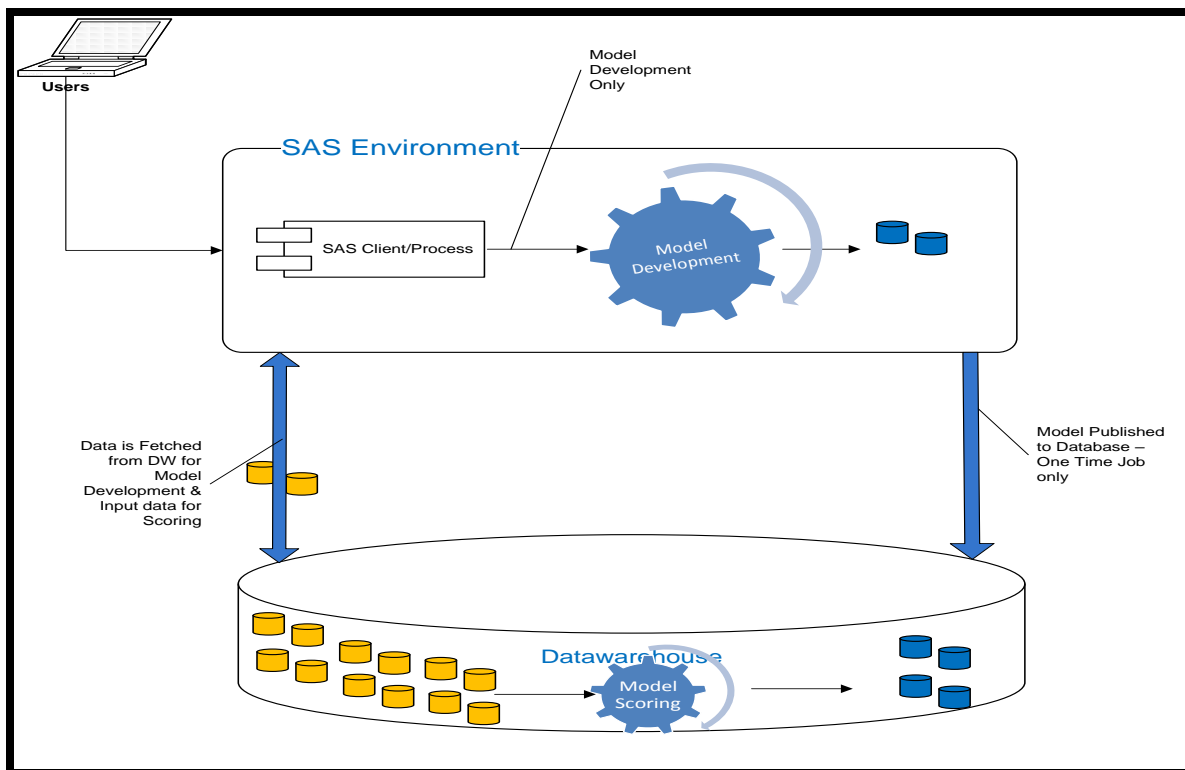 Users
Model
Development
Only
SAS Environment
SAS Client/Process
Model
Development
Data is Fetched
from DW for
Model
Development &
Input data for
Scoring
Model Published
to Database –
One Time Job
only
Datawarehouse
Model
Scoring